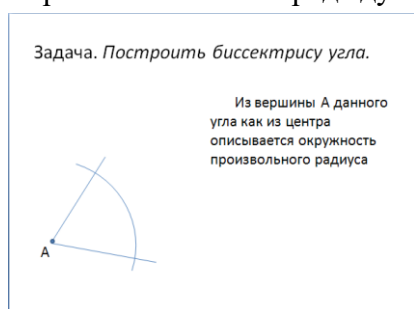 Задача. Построить биссектрису угла.
Из вершины А данного
угла как из центра
описывается окружность
произвольного радиуса
А